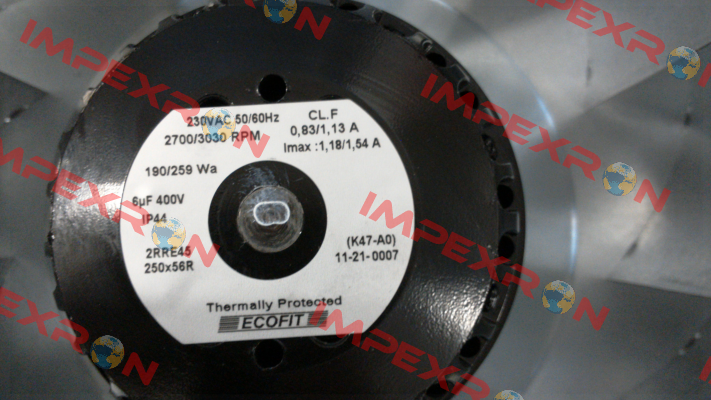 230VAC 50/60Hz
2700/3030 RPM
CL.F
0,83/1,13 A
Imax :1,18/1,54 A
190/259 Wa
6µF 400V
IP44
2RRE45
250x56R
(K47-A0)
11-21-0007
Thermally Protected
ECOFIT
IMPEXRON
IMPEXRON
IMPEXRON
IMPEXRON
IMPEXRON
IMPEXRON